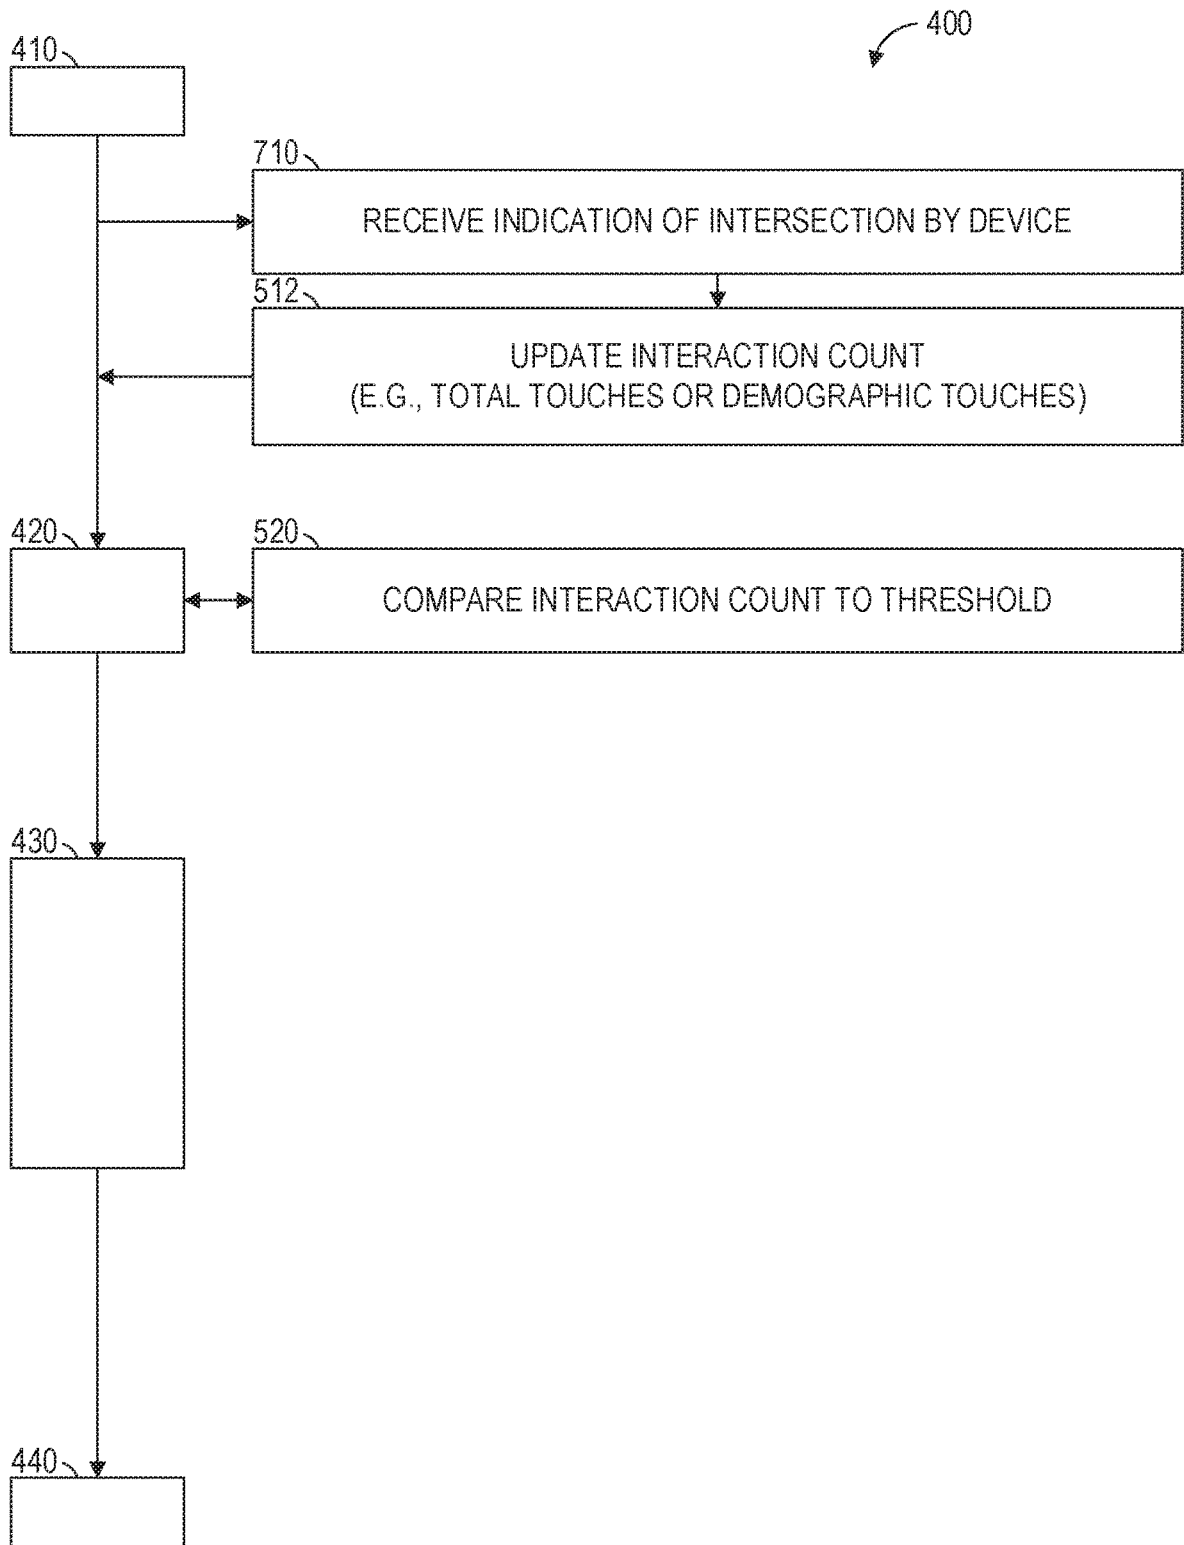 400
410
710
RECEIVE INDICATION OF INTERSECTION BY DEVICE
512
UPDATE INTERACTION COUNT
(E.G., TOTAL TOUCHES OR DEMOGRAPHIC TOUCHES)
420
520
COMPARE INTERACTION COUNT TO THRESHOLD
430
440